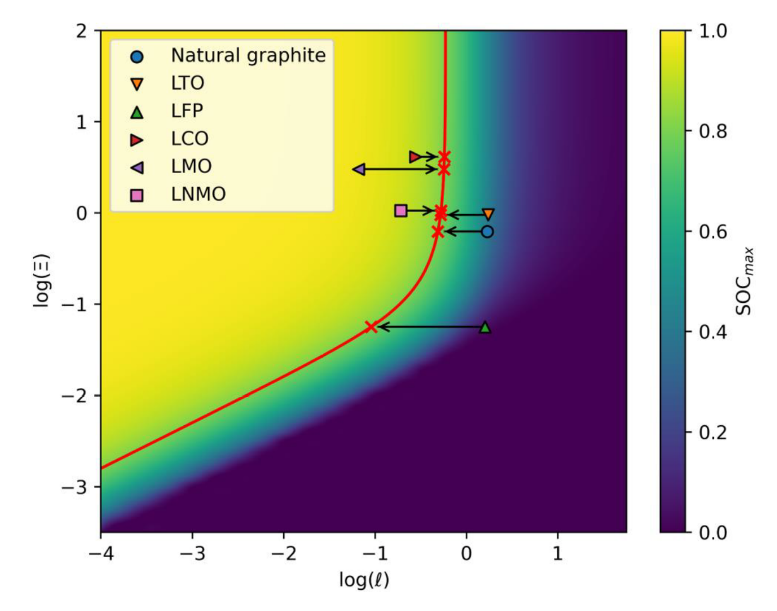 2
1
0
−1
−2
−3
log(Ξ)
Natural graphite
LTO
LFP
LCO
LMO
LNMO
−4 −3 −2 −1 0 1
log(ℓ)
1.0
0.8
0.6
0.4
0.2
0.0
SOCmax